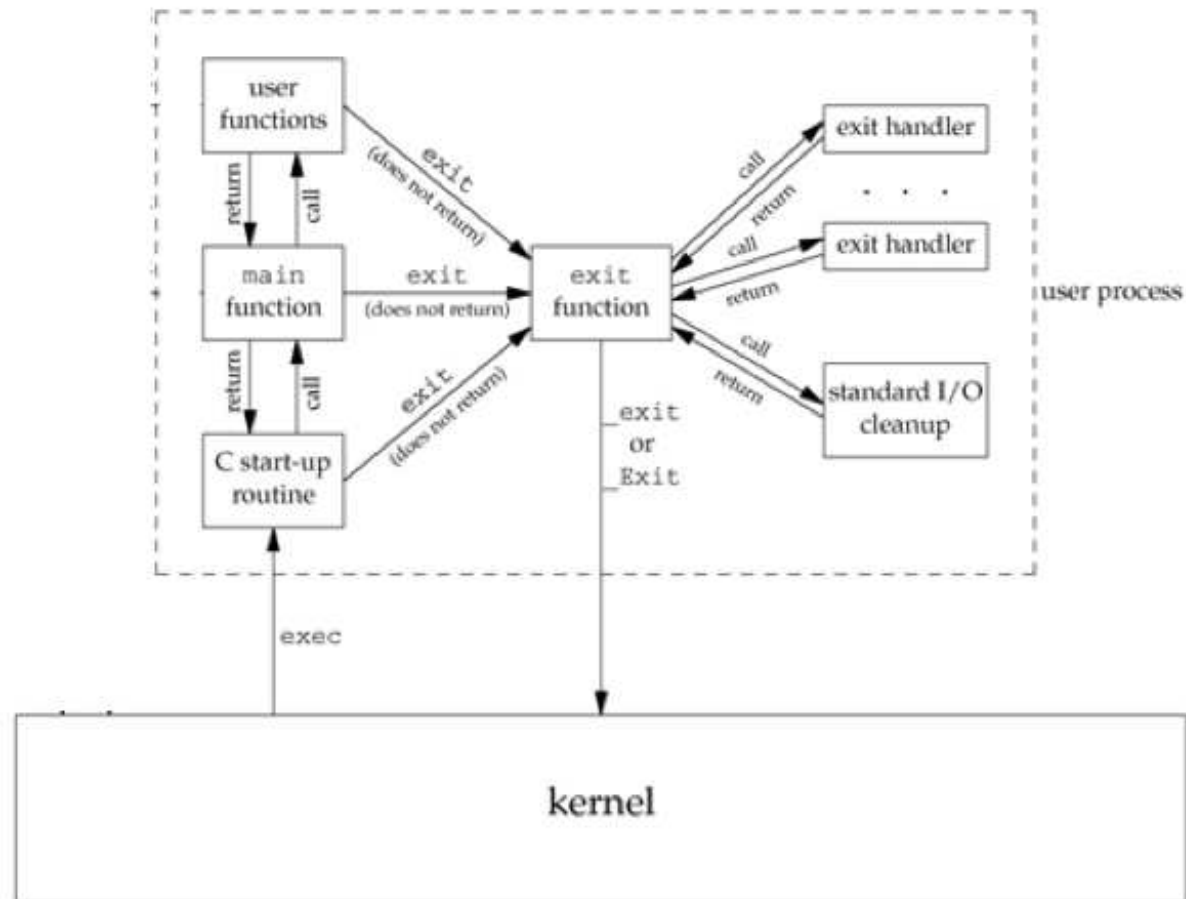 user
functions
exit
(does not return)
return
call
main
function
exit
(does not return)
return
call
C start-up
routine
exit
(does not return)
exit
function
call
return
exit handler
. . .
call
return
exit handler
call
return
standard I/O
cleanup
user process
_exit
or
_Exit
exec
kernel